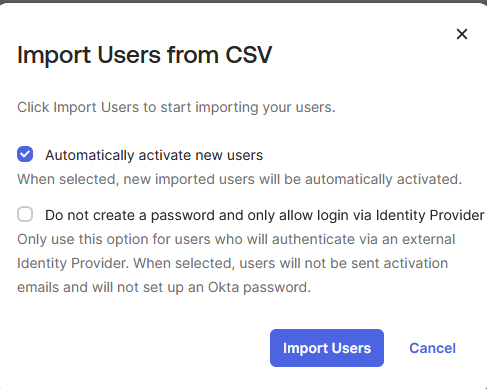 Import Users from CSV
Click Import Users to start importing your users.
Automatically activate new users
When selected, new imported users will be automatically activated.
Do not create a password and only allow login via Identity Provider
Only use this option for users who will authenticate via an external
Identity Provider. When selected, users will not be sent activation
emails and will not set up an Okta password.
Import Users
Cancel